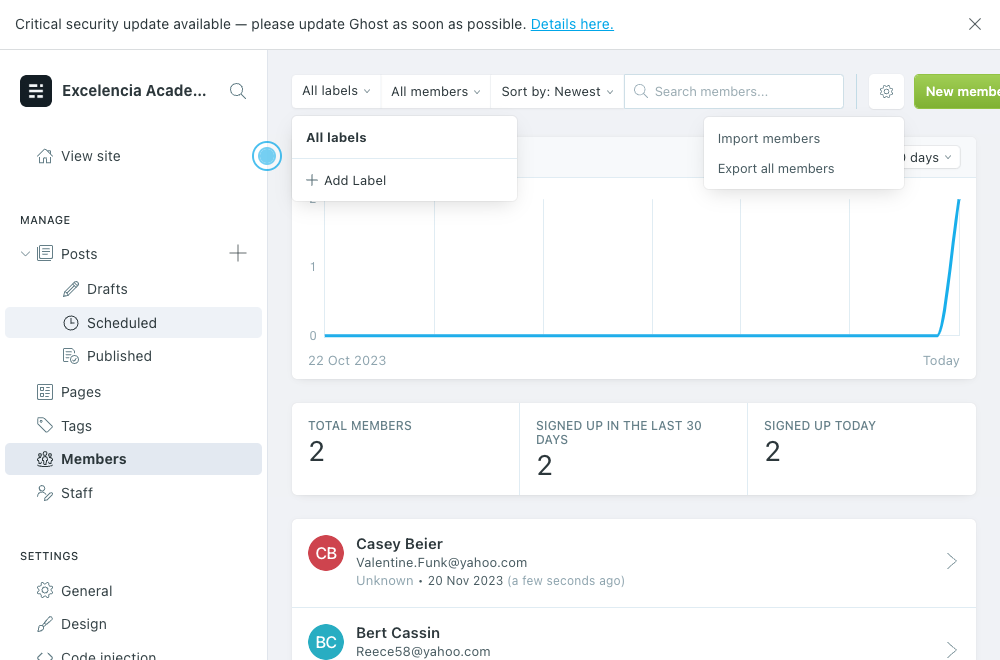 Critical security update available — please update Ghost as soon as possible. Details here.
Excelencia Acade...
View site
MANAGE
Posts
Drafts
Scheduled
Published
Pages
Tags
Members
Staff
SETTINGS
General
Design
Code injection
All labels
All members
Sort by: Newest
Search members...
New membe
All labels
Add Label
Import members
Export all members
days
2
1
0
22 Oct 2023
Today
TOTAL MEMBERS
2
SIGNED UP IN THE LAST 30
DAYS
2
SIGNED UP TODAY
2
CB
Casey Beier
Valentine.Funk@yahoo.com
Unknown • 20 Nov 2023 (a few seconds ago)
BC
Bert Cassin
Reece58@yahoo.com